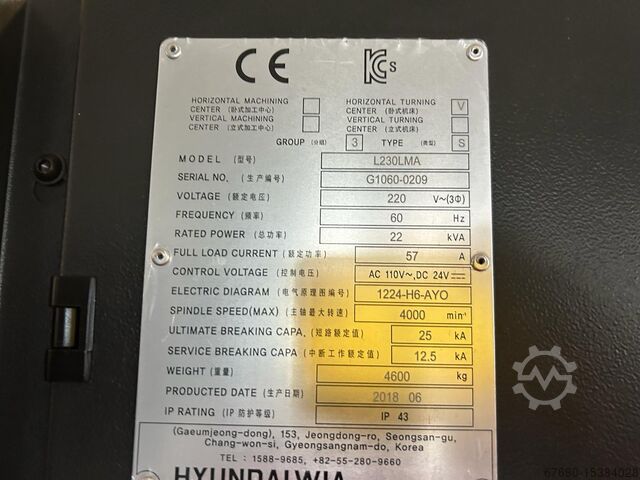 CE KCs
HORIZONTAL MACHINING CENTER (卧式加工中心)
HORIZONTAL TURNING CENTER (卧式机床) V
VERTICAL MACHINING CENTER (立式加工中心)
VERTICAL TURNING CENTER (立式机床)
GROUP (分组) 3 TYPE (类型) S
MODEL (型号) L230LMA
SERIAL NO. (生产编号) G1060-0209
VOLTAGE (额定电压) 220 V~(3Φ)
FREQUENCY (频率) 60 Hz
RATED POWER (总功率) 22 kVA
FULL LOAD CURRENT (额定功率) 57 A
CONTROL VOLTAGE (控制电压) AC 110V~, DC 24V⎓
ELECTRIC DIAGRAM (电气原理图编号) 1224-H6-AYO
SPINDLE SPEED(MAX) (主轴最大转速) 4000 min⁻¹
ULTIMATE BREAKING CAPA. (短路额定值) 25 kA
SERVICE BREAKING CAPA (中断工作额定值) 12.5 kA
WEIGHT (重量) 4600 kg
PRODUCTED DATE (生产日期) 2018 06
IP RATING (IP 防护等级) IP 43
(Gaeumjeong-dong), 153, Jeongdong-ro, Seongsan-gu,
Chang-won-si, Gyeongsangnam-do, Korea
TEL : 1588-9685, +82-55-280-9660
HYUNDAI WIA
67680-15384028